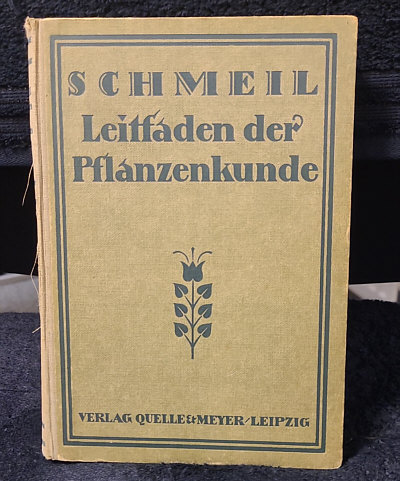 SCHMEIL
Leitfaden der
Pflanzenkunde
VERLAG QUELLE & MEYER/LEIPZIG